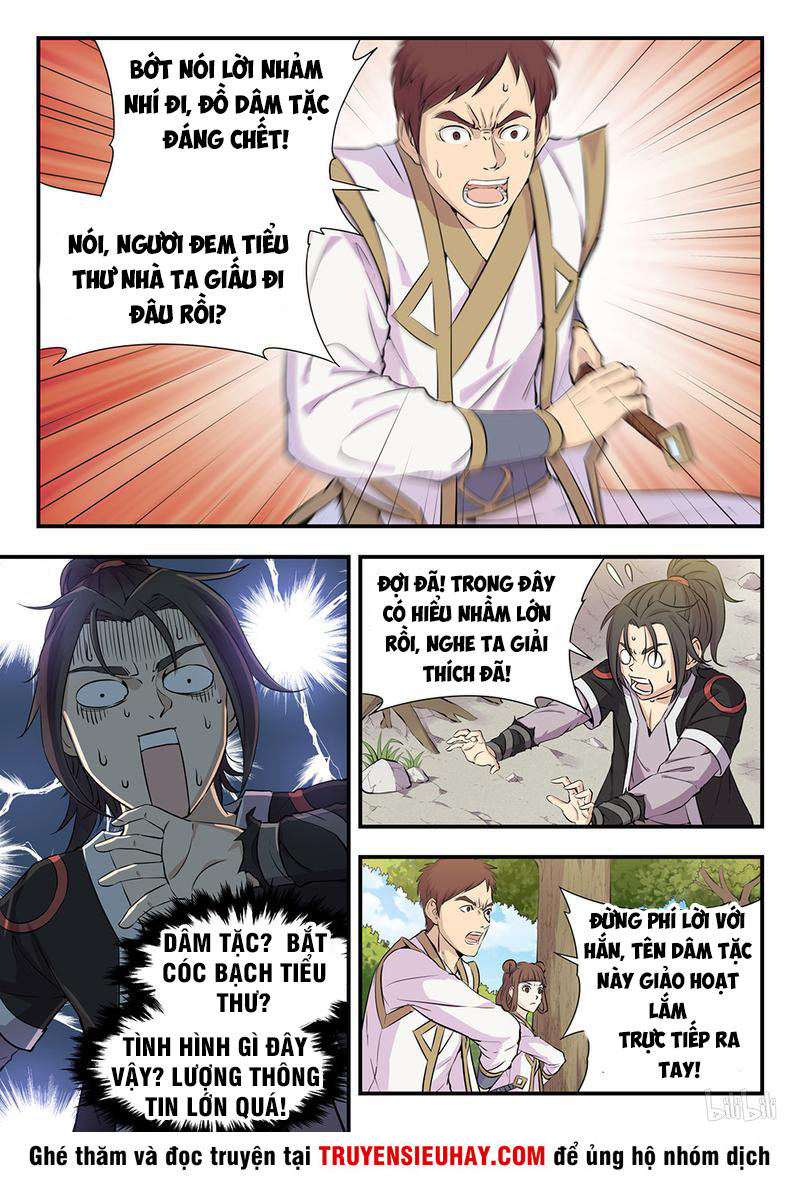 BỚT NÓI LỜI NHẢM
NHÍ ĐI, ĐỒ DÂM TẶC
ĐÁNG CHẾT!
NÓI, NGƯƠI ĐEM TIỂU
THƯ NHÀ TA GIẤU ĐI
ĐÂU RỒI?
DÂM TẶC? BẮT
CÓC BẠCH TIỂU
THƯ?
TÌNH HÌNH GÌ ĐÂY
VẬY? LƯỢNG THÔNG
TIN LỚN QUÁ!
ĐỢI ĐÃ! TRONG ĐÂY
CÓ HIỂU NHẦM LỚN
RỒI, NGHE TA GIẢI
THÍCH ĐÃ!
ĐỪNG PHÍ LỜI VỚI
HẮN, TÊN DÂM TẶC
NÀY GIẢO HOẠT
LẮM
TRỰC TIẾP RA
TAY!
bilibili
Ghé thăm và đọc truyện tại TRUYENSIEUHAY.COM để ủng hộ nhóm dịch